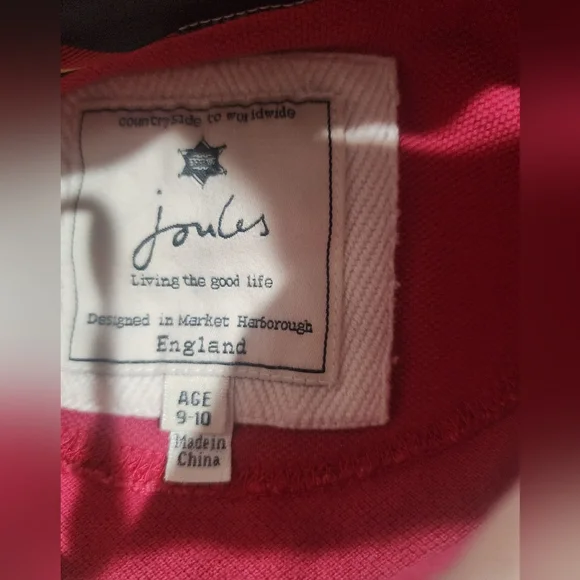 countryside to worldwide
joules
Living the good life
Designed in Market Harborough
England
AGE
9-10
Made in
China